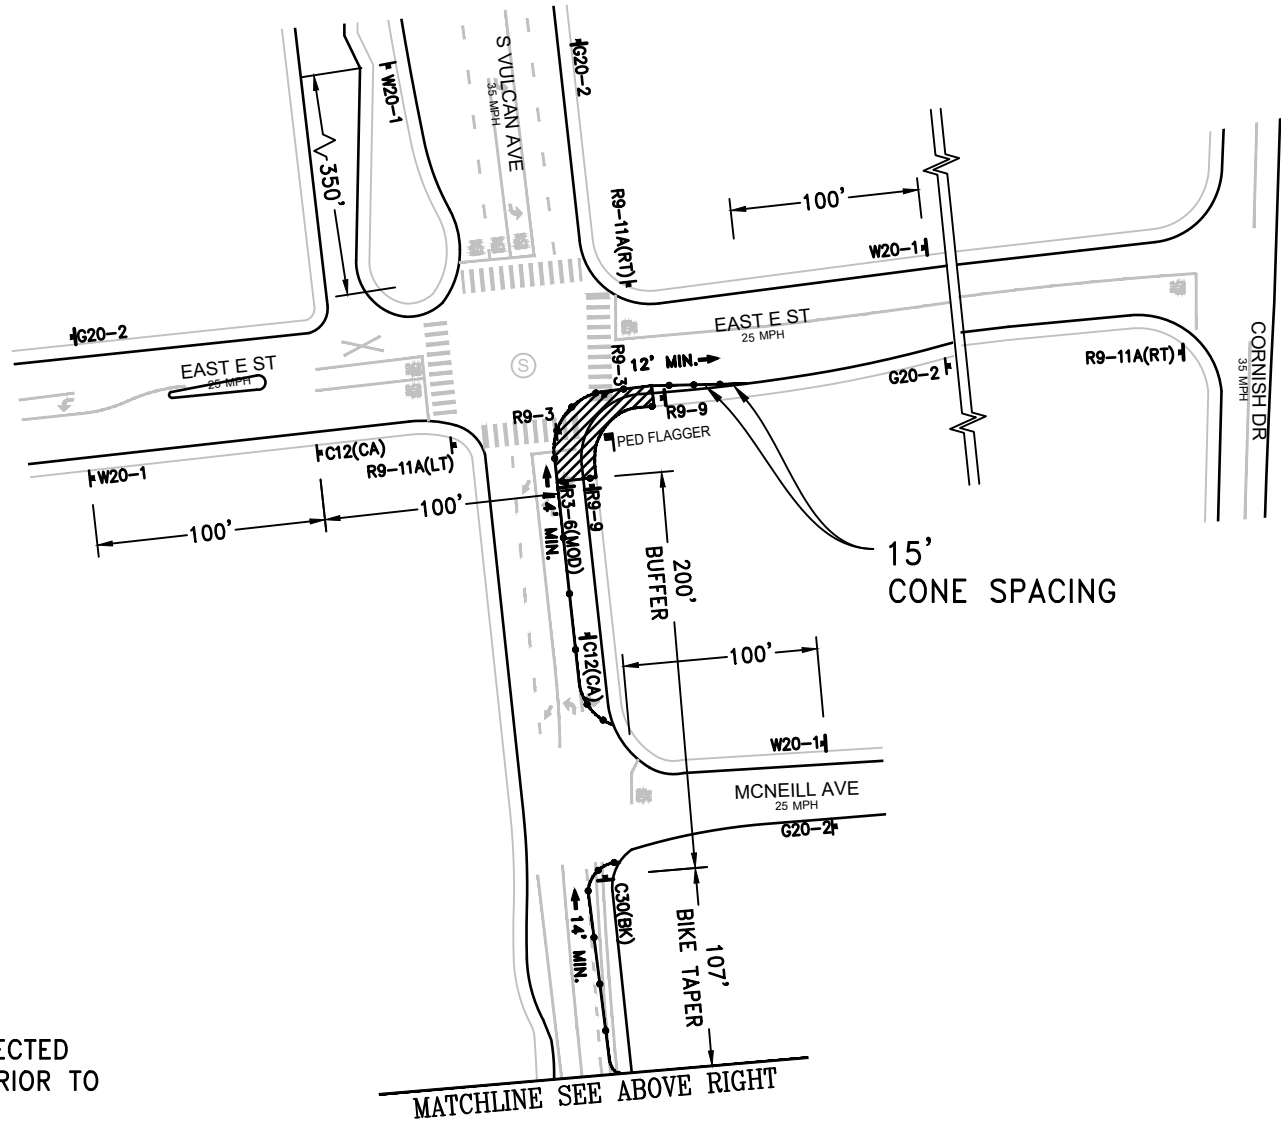 S VULCAN AVE
35 MPH
G20-2
W20-1
350'
R9-11A(RT)
100'
W20-1
G20-2
EAST E ST
25 MPH
S
EAST E ST
25 MPH
R9-3
12' MIN.
G20-2
R9-11A(RT)
CORNISH DR
35 MPH
R9-3
R9-9
PED FLAGGER
C12(CA)
R9-11A(LT)
W20-1
100'
100'
14' MIN.
R3-6(MOD)
R9-9
200'
BUFFER
15'
CONE SPACING
C12(CA)
100'
W20-1
MCNEILL AVE
25 MPH
G20-2
C30(BK)
14' MIN.
107'
BIKE TAPER
ECTED
RIOR TO
MATCHLINE SEE ABOVE RIGHT